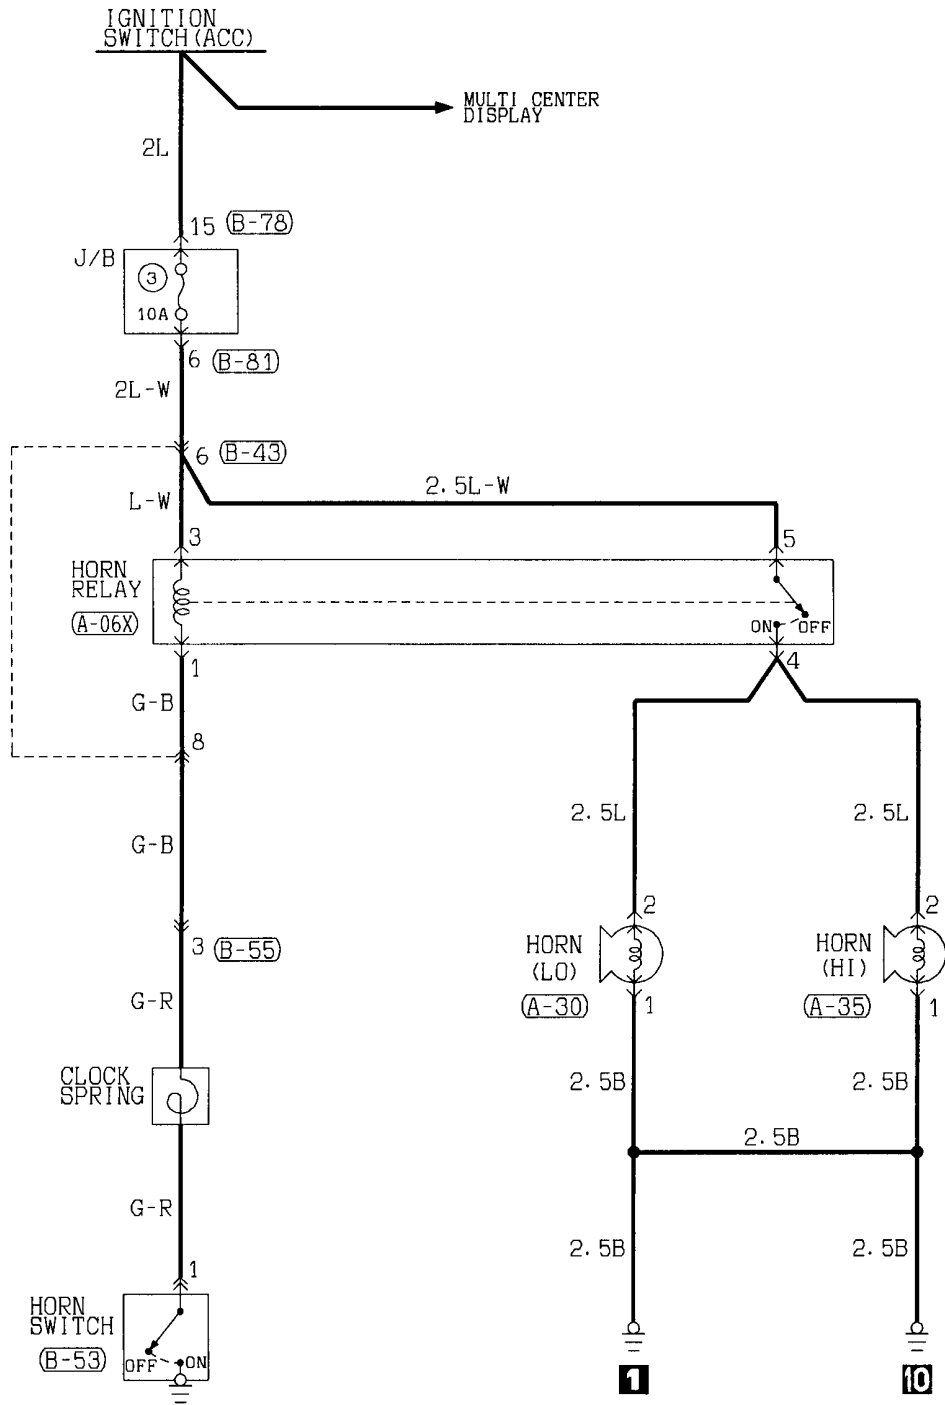 IGNITION
SWITCH(ACC)
MULTI CENTER
DISPLAY
2L
15 B-78
J/B
3
10A
6 B-81
2L-W
6 B-43
L-W
2.5L-W
3
5
HORN
RELAY
A-06X
ON OFF
1
4
G-B
8
2.5L
2.5L
G-B
2
2
3 B-55
HORN
(LO)
HORN
(HI)
G-R
A-30
1
A-35
1
CLOCK
SPRING
2.5B
2.5B
2.5B
G-R
2.5B
2.5B
1
HORN
SWITCH
B-53
OFF ON
1
10